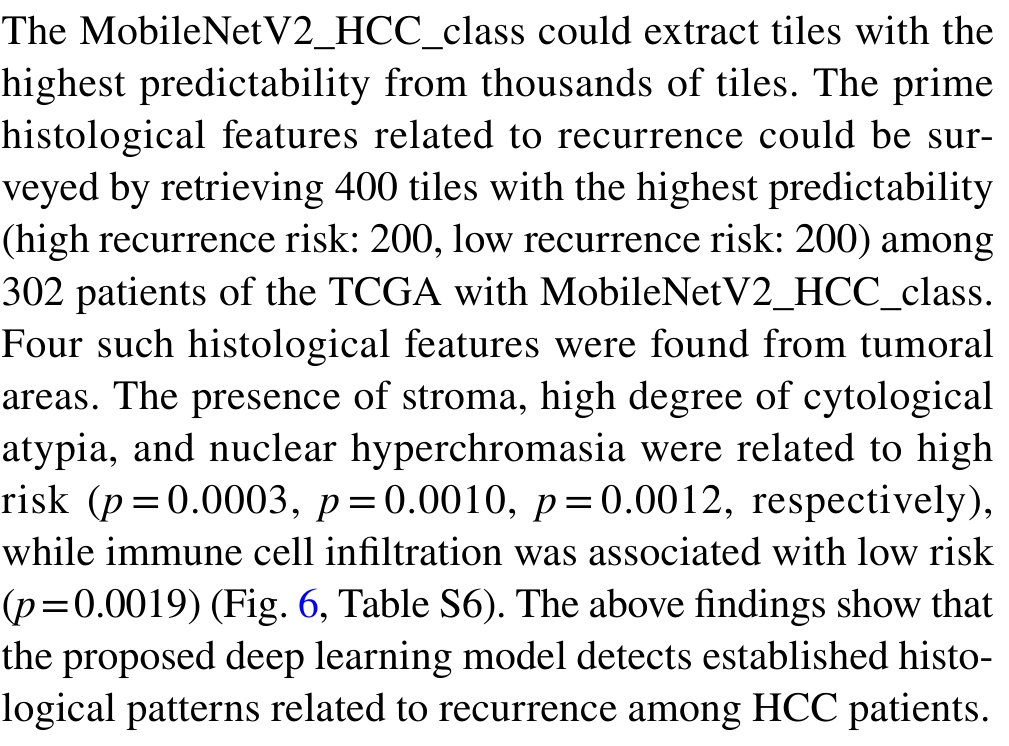 The MobileNetV2_HCC_class could extract tiles with the
highest predictability from thousands of tiles. The prime
histological features related to recurrence could be sur-
veyed by retrieving 400 tiles with the highest predictability
(high recurrence risk: 200, low recurrence risk: 200) among
302 patients of the TCGA with MobileNetV2_HCC_class.
Four such histological features were found from tumoral
areas. The presence of stroma, high degree of cytological
atypia, and nuclear hyperchromasia were related to high
risk (p = 0.0003, p = 0.0010, p = 0.0012, respectively),
while immune cell infiltration was associated with low risk
(p = 0.0019) (Fig. 6, Table S6). The above findings show that
the proposed deep learning model detects established histo-
logical patterns related to recurrence among HCC patients.